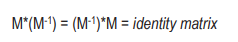 M*(M⁻¹) = (M⁻¹)*M = identity matrix